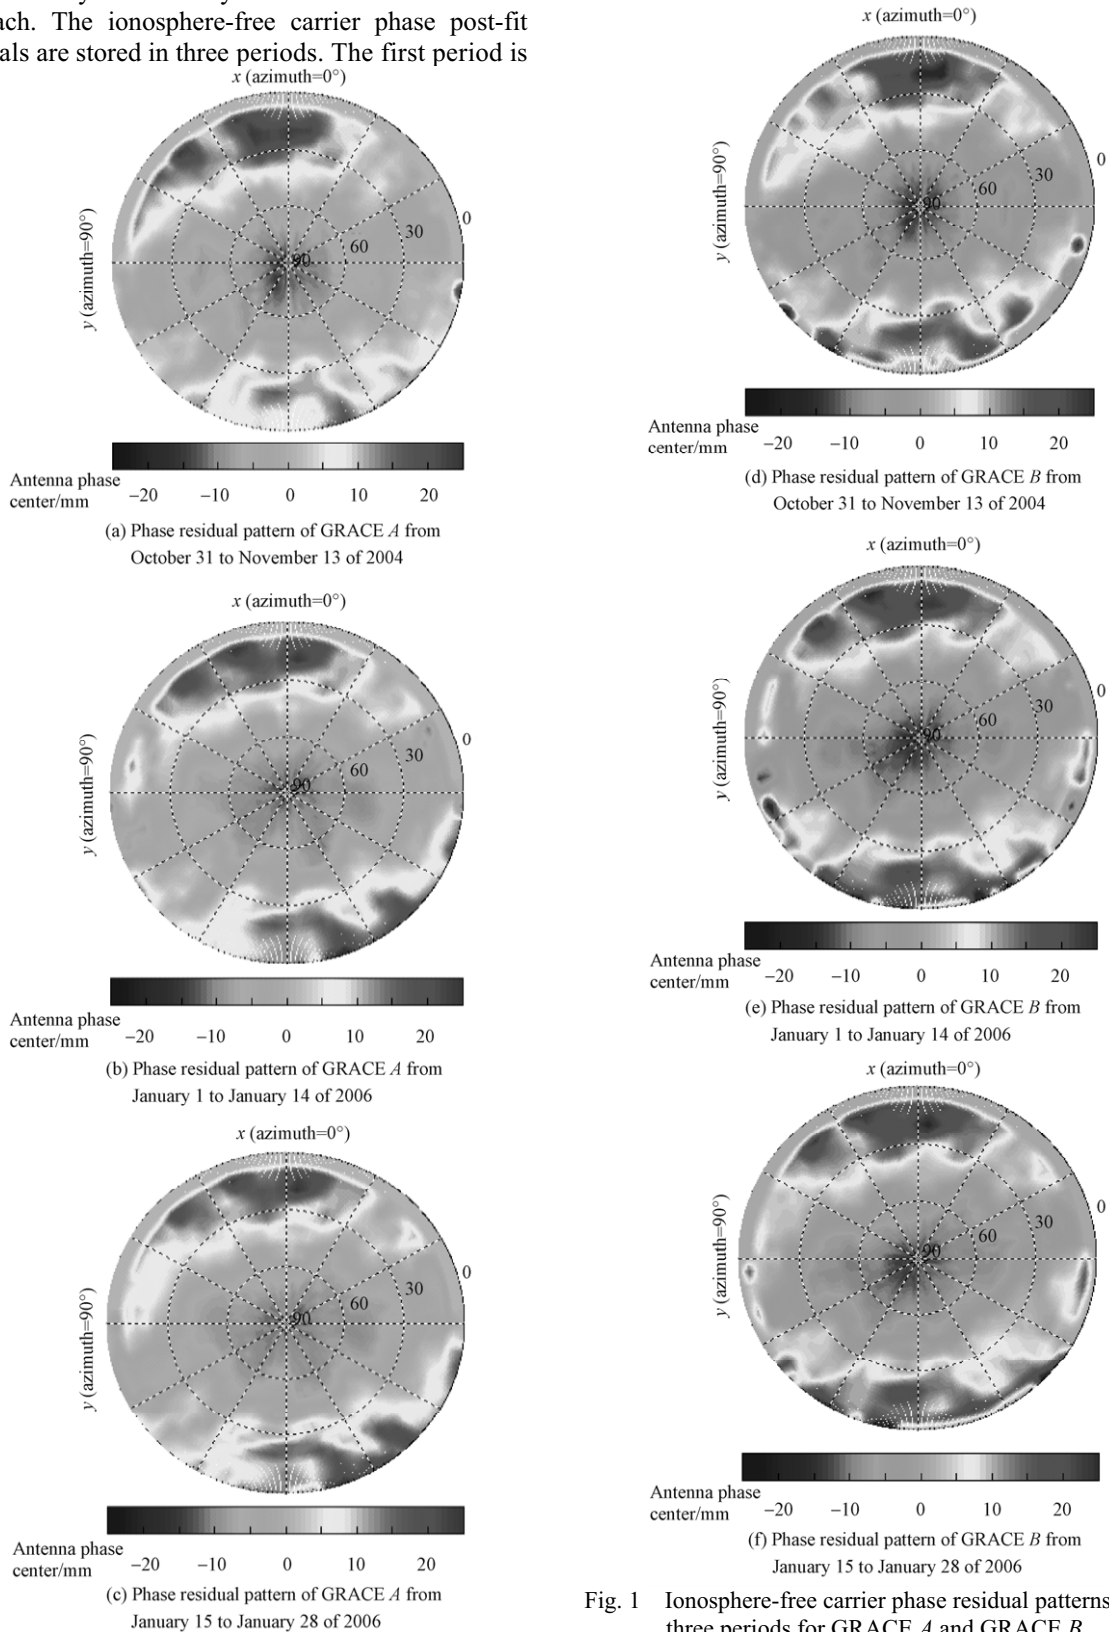 ach. The ionosphere-free carrier phase post-fit
als are stored in three periods. The first period is
x (azimuth=0°)
y (azimuth=90°)
0
30
60
90
Antenna phase
center/mm
−20 −10 0 10 20
(a) Phase residual pattern of GRACE A from
October 31 to November 13 of 2004
x (azimuth=0°)
y (azimuth=90°)
0
30
60
90
Antenna phase
center/mm
−20 −10 0 10 20
(b) Phase residual pattern of GRACE A from
January 1 to January 14 of 2006
x (azimuth=0°)
y (azimuth=90°)
0
30
60
90
Antenna phase
center/mm
−20 −10 0 10 20
(c) Phase residual pattern of GRACE A from
January 15 to January 28 of 2006
x (azimuth=0°)
y (azimuth=90°)
0
30
60
90
Antenna phase
center/mm
−20 −10 0 10 20
(d) Phase residual pattern of GRACE B from
October 31 to November 13 of 2004
x (azimuth=0°)
y (azimuth=90°)
0
30
60
90
Antenna phase
center/mm
−20 −10 0 10 20
(e) Phase residual pattern of GRACE B from
January 1 to January 14 of 2006
x (azimuth=0°)
y (azimuth=90°)
0
30
60
90
Antenna phase
center/mm
−20 −10 0 10 20
(f) Phase residual pattern of GRACE B from
January 15 to January 28 of 2006
Fig. 1 Ionosphere-free carrier phase residual patterns
three periods for GRACE A and GRACE B